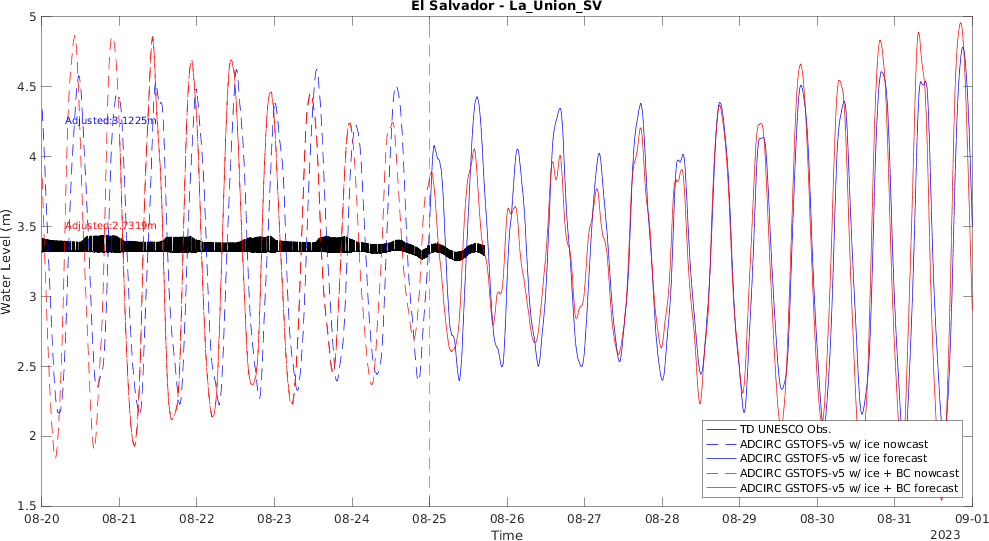 El Salvador - La_Union_SV
5
4.5
4
3.5
3
2.5
2
1.5
Water Level (m)
Adjusted:3.1225m
Adjusted:2.7319m
TD UNESCO Obs.
ADCIRC GSTOFS-v5 w/ ice nowcast
ADCIRC GSTOFS-v5 w/ ice forecast
ADCIRC GSTOFS-v5 w/ ice + BC nowcast
ADCIRC GSTOFS-v5 w/ ice + BC forecast
08-20 08-21 08-22 08-23 08-24 08-25 08-26 08-27 08-28 08-29 08-30 08-31 09-01
Time
2023